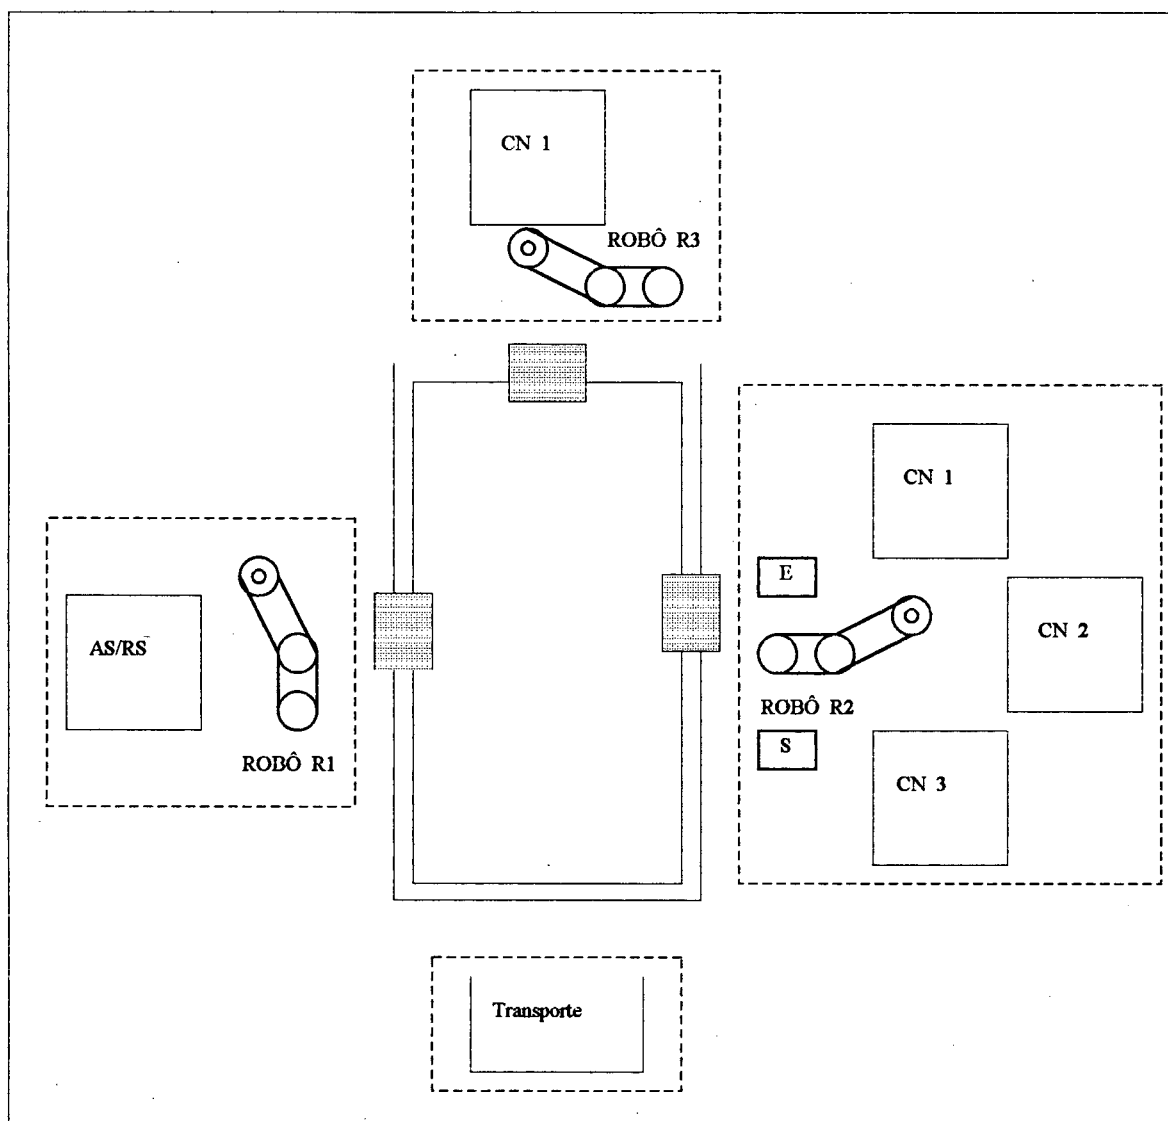 CN 1
ROBÔ R3
CN 1
E
CN 2
AS/RS
ROBÔ R2
S
ROBÔ R1
CN 3
Transporte